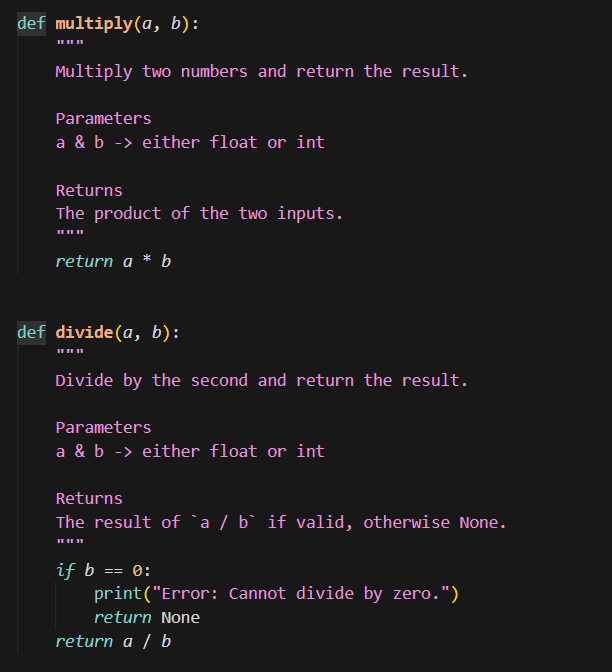 def multiply(a, b):
    """
    Multiply two numbers and return the result.

    Parameters
    a & b -> either float or int

    Returns
    The product of the two inputs.
    """
    return a * b

def divide(a, b):
    """
    Divide by the second and return the result.

    Parameters
    a & b -> either float or int

    Returns
    The result of `a / b` if valid, otherwise None.
    """
    if b == 0:
        print("Error: Cannot divide by zero.")
        return None
    return a / b